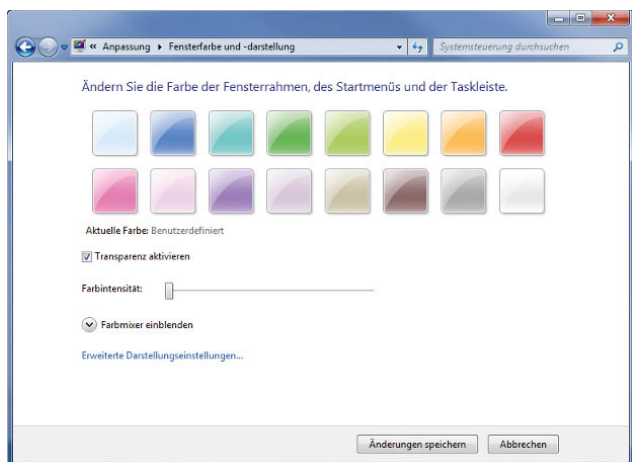 « Anpassung ▸ Fensterfarbe und -darstellung
Systemsteuerung durchsuchen
Ändern Sie die Farbe der Fensterrahmen, des Startmenüs und der Taskleiste.
Aktuelle Farbe: Benutzerdefiniert
Transparenz aktivieren
Farbintensität:
Farbmixer einblenden
Erweiterte Darstellungseinstellungen...
Änderungen speichern
Abbrechen